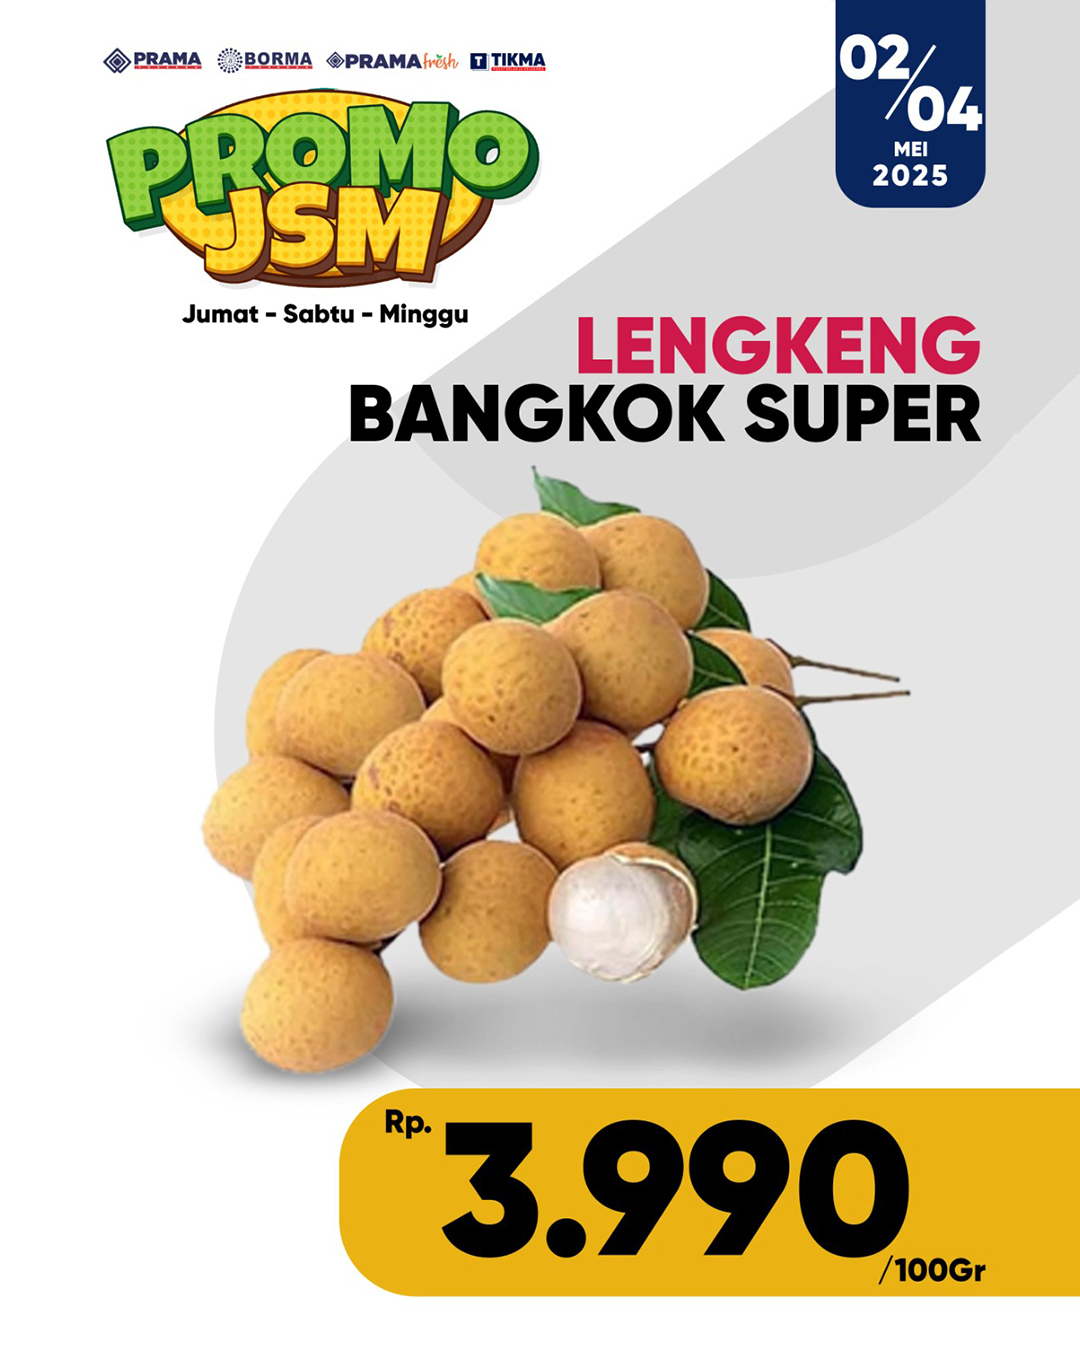 PRAMA BORMA PRAMA fresh TIKMA
02/04
MEI
2025
PROMO
JSM
Jumat - Sabtu - Minggu
LENGKENG
BANGKOK SUPER
Rp. 3.990
/100Gr